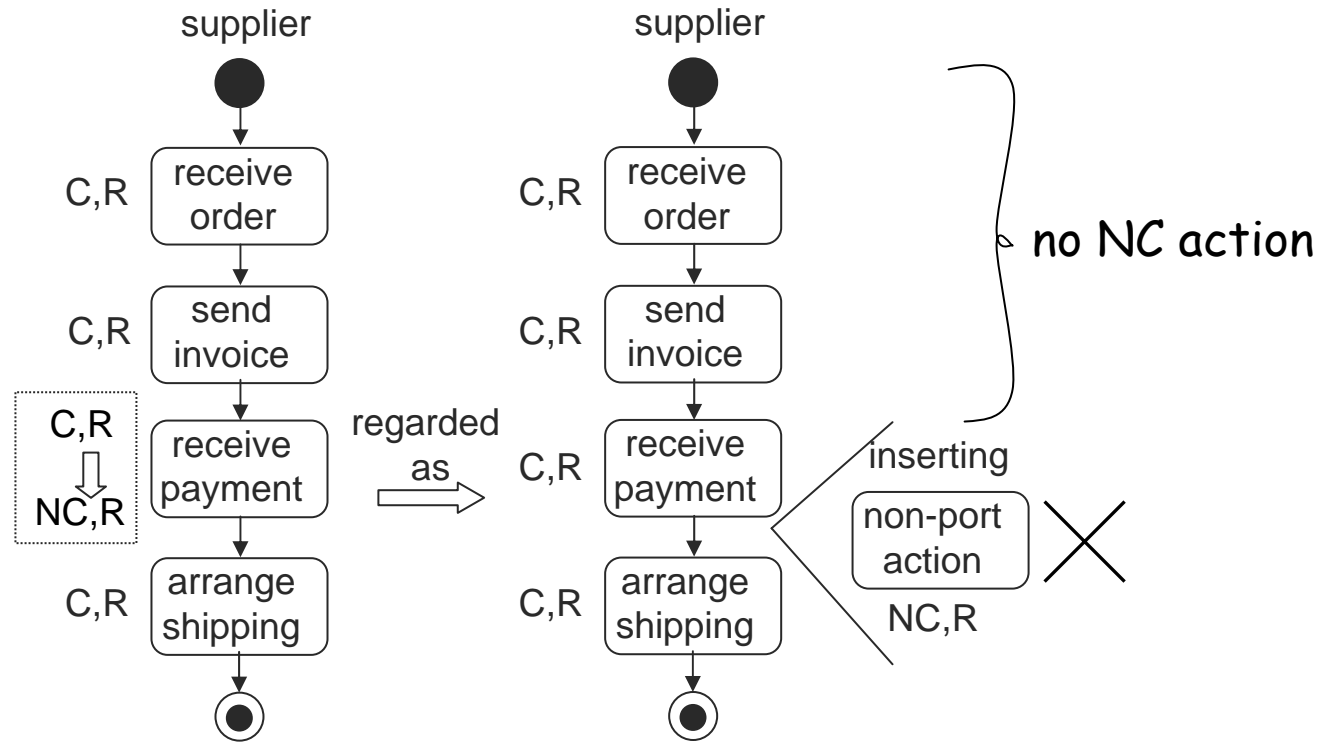 supplier
C,R
receive
order
C,R
send
invoice
C,R
NC,R
receive
payment
C,R
arrange
shipping
regarded
as
supplier
C,R
receive
order
C,R
send
invoice
C,R
receive
payment
C,R
arrange
shipping
no NC action
inserting
non-port
action
NC,R